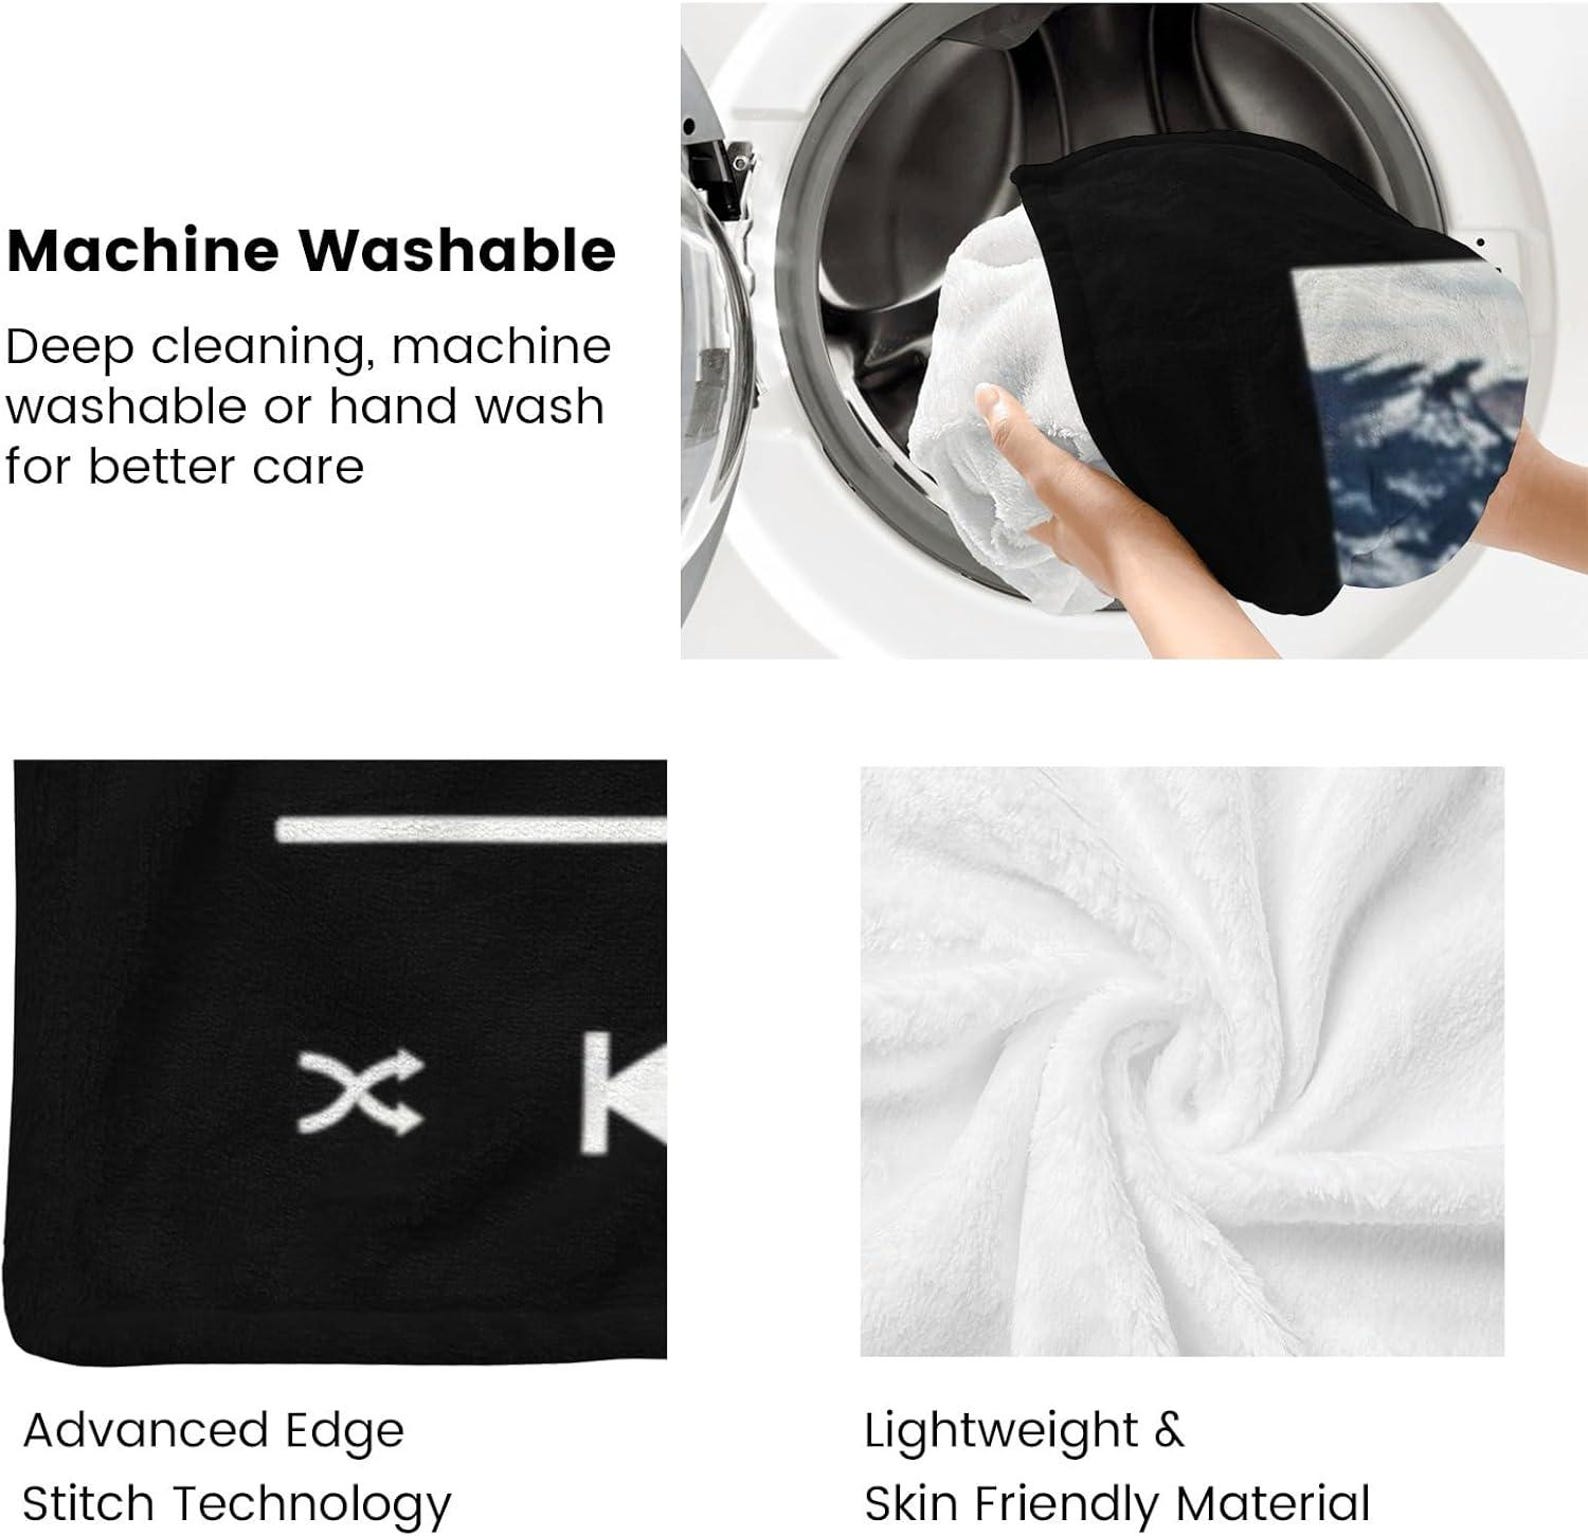 Machine Washable
Deep cleaning, machine
washable or hand wash
for better care
Advanced Edge
Stitch Technology
Lightweight &
Skin Friendly Material